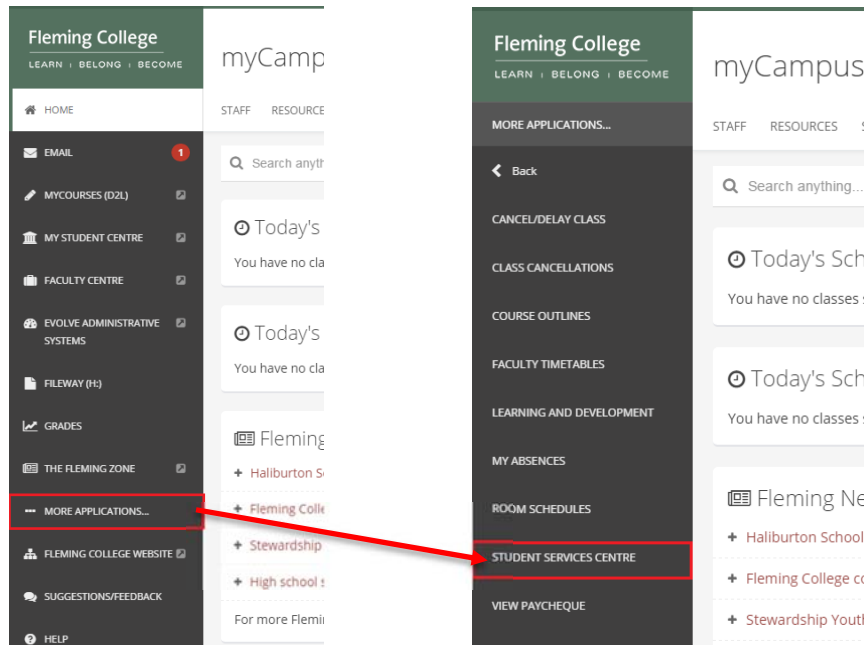 Fleming College
LEARN | BELONG | BECOME
HOME
EMAIL 1
MYCOURSES (D2L)
MY STUDENT CENTRE
FACULTY CENTRE
EVOLVE ADMINISTRATIVE
SYSTEMS
FILEWAY (H:)
GRADES
THE FLEMING ZONE
MORE APPLICATIONS...
FLEMING COLLEGE WEBSITE
SUGGESTIONS/FEEDBACK
HELP
myCamp
STAFF RESOURCE
Search anyth
Today's
You have no cla
Today's
You have no cla
Fleming
+ Haliburton S
+ Fleming Colle
+ Stewardship
+ High school s
For more Flemi
Fleming College
LEARN | BELONG | BECOME
MORE APPLICATIONS...
Back
CANCEL/DELAY CLASS
CLASS CANCELLATIONS
COURSE OUTLINES
FACULTY TIMETABLES
LEARNING AND DEVELOPMENT
MY ABSENCES
ROOM SCHEDULES
STUDENT SERVICES CENTRE
VIEW PAYCHEQUE
myCampus
STAFF RESOURCES
Search anything...
Today's Sch
You have no classes s
Today's Sch
You have no classes s
Fleming Ne
+ Haliburton School
+ Fleming College co
+ Stewardship Youth